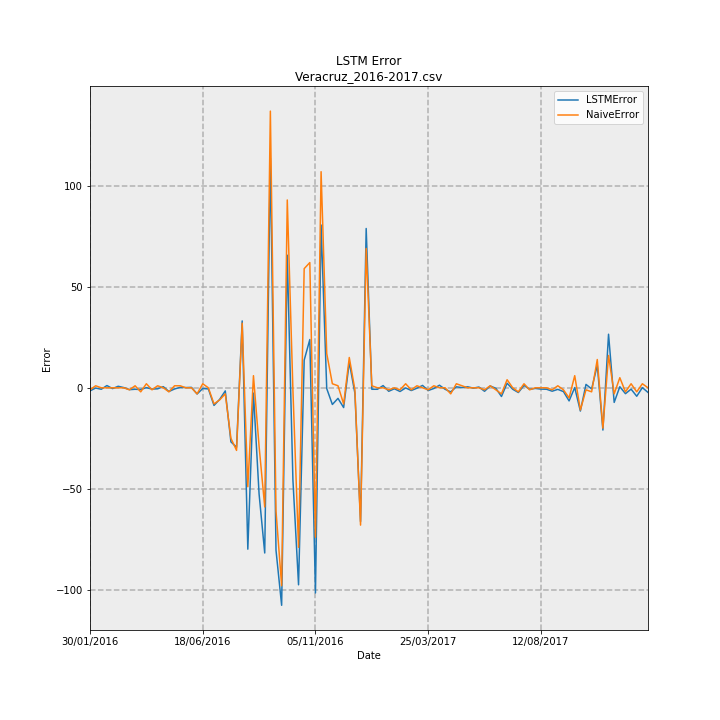 LSTM Error
Veracruz_2016-2017.csv
LSTMError
NaiveError
Error
100
50
0
−50
−100
30/01/2016
18/06/2016
05/11/2016
25/03/2017
12/08/2017
Date